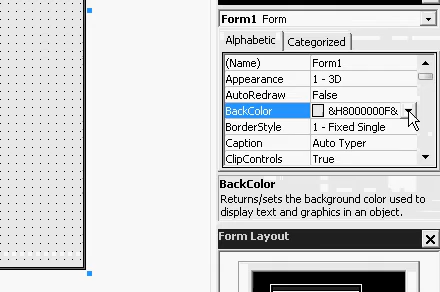 Form1 Form
Alphabetic Categorized
(Name) Form1
Appearance 1 - 3D
AutoRedraw False
BackColor &H8000000F&
BorderStyle 1 - Fixed Single
Caption Auto Typer
ClipControls True
BackColor
Returns/sets the background color used to
display text and graphics in an object.
Form Layout